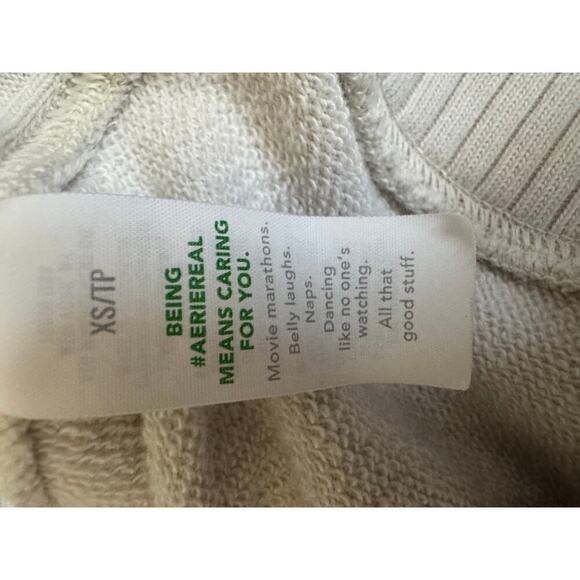 XS/TP
BEING
#AERIEREAL
MEANS CARING
FOR YOU.
Movie marathons.
Belly laughs.
Naps.
Dancing
like no one's
watching.
All that
good stuff.